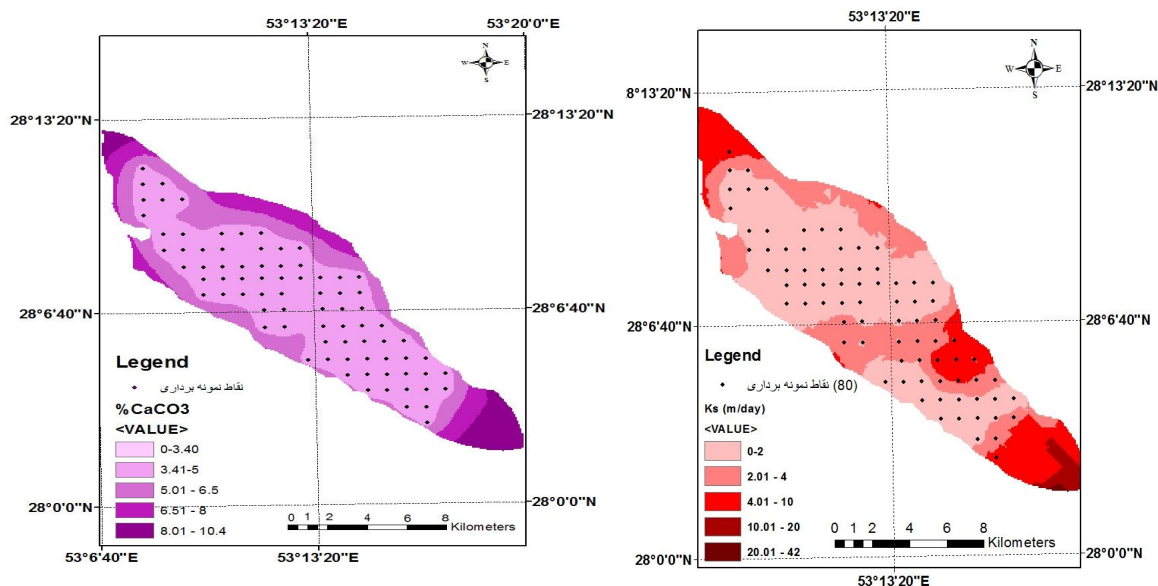 53°13'20"E
53°20'0"E
N
W E
S
28°13'20"N
28°13'20"N
28°6'40"N
28°6'40"N
Legend
نقاط نمونه برداری
%CaCO3
<VALUE>
0-3.40
3.41-5
5.01 - 6.5
6.51 - 8
8.01 - 10.4
28°0'0"N
28°0'0"N
0 1 2 4 6 8
Kilometers
53°6'40"E
53°13'20"E
53°13'20"E
N
W E
S
8°13'20"N
28°13'20"N
28°6'40"N
28°6'40"N
Legend
نقاط نمونه برداری (80)
Ks (m/day)
<VALUE>
0-2
2.01 - 4
4.01 - 10
10.01 - 20
20.01 - 42
0 1 2 4 6 8
Kilometers
28°0'0"N
28°0'0"N
53°13'20"E